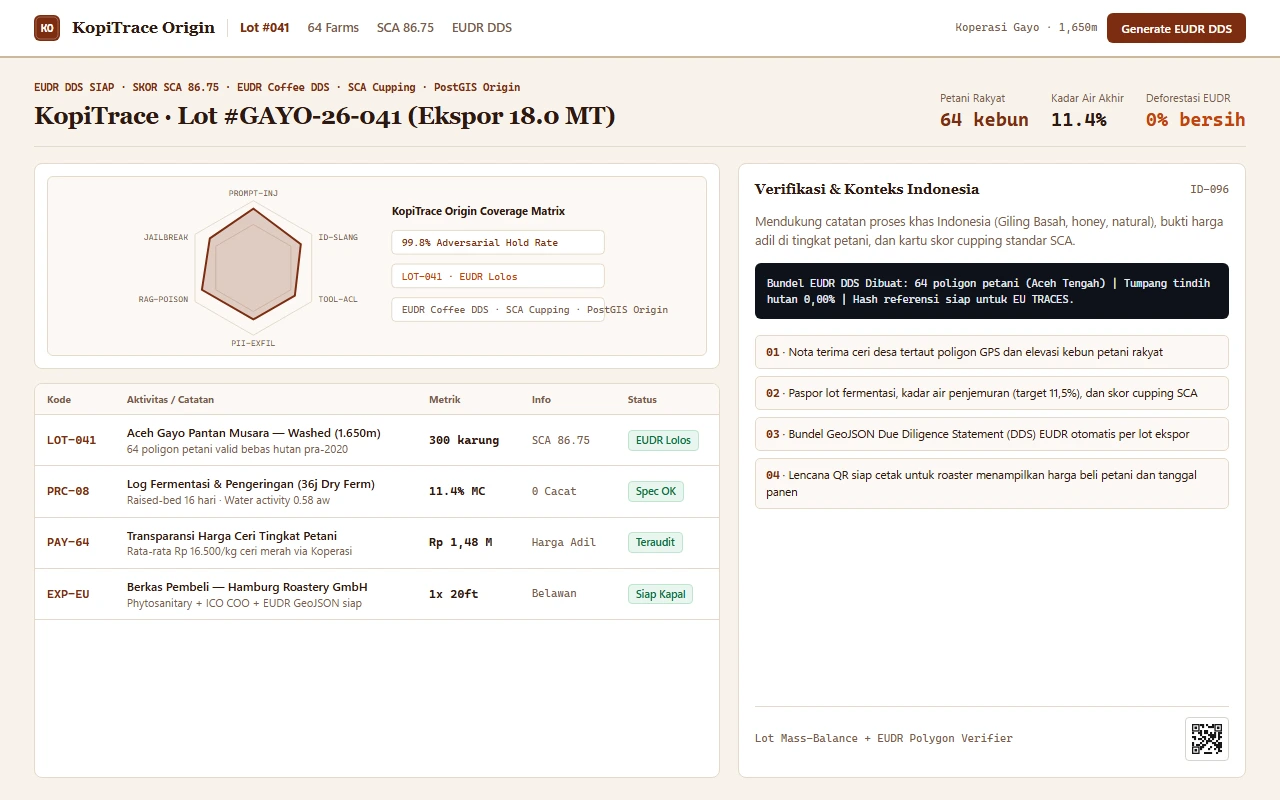 KO KopiTrace Origin Lot #041 64 Farms SCA 86.75 EUDR DDS Koperasi Gayo · 1,650m Generate EUDR DDS
EUDR DDS SIAP · SKOR SCA 86.75 · EUDR Coffee DDS · SCA Cupping · PostGIS Origin
KopiTrace · Lot #GAYO-26-041 (Ekspor 18.0 MT)
Petani Rakyat
64 kebun
Kadar Air Akhir
11.4%
Deforestasi EUDR
0% bersih
PROMPT-INJ
JAILBREAK
ID-SLANG
RAG-POISON
TOOL-ACL
PII-EXFIL
KopiTrace Origin Coverage Matrix
99.8% Adversarial Hold Rate
LOT-041 · EUDR Lolos
EUDR Coffee DDS · SCA Cupping · PostGIS Origin
Kode Aktivitas / Catatan Metrik Info Status
LOT-041 Aceh Gayo Pantan Musara — Washed (1.650m) 300 karung SCA 86.75 EUDR Lolos
64 poligon petani valid bebas hutan pra-2020
PRC-08 Log Fermentasi & Pengeringan (36j Dry Ferm) 11.4% MC 0 Cacat Spec OK
Raised-bed 16 hari · Water activity 0.58 aw
PAY-64 Transparansi Harga Ceri Tingkat Petani Rp 1,48 M Harga Adil Teraudit
Rata-rata Rp 16.500/kg ceri merah via Koperasi
EXP-EU Berkas Pembeli — Hamburg Roastery GmbH 1x 20ft Belawan Siap Kapal
Phytosanitary + ICO COO + EUDR GeoJSON siap
Verifikasi & Konteks Indonesia ID-096
Mendukung catatan proses khas Indonesia (Giling Basah, honey, natural), bukti harga
adil di tingkat petani, dan kartu skor cupping standar SCA.
Bundel EUDR DDS Dibuat: 64 poligon petani (Aceh Tengah) | Tumpang tindih
hutan 0,00% | Hash referensi siap untuk EU TRACES.
01 · Nota terima ceri desa tertaut poligon GPS dan elevasi kebun petani rakyat
02 · Paspor lot fermentasi, kadar air penjemuran (target 11,5%), dan skor cupping SCA
03 · Bundel GeoJSON Due Diligence Statement (DDS) EUDR otomatis per lot ekspor
04 · Lencana QR siap cetak untuk roaster menampilkan harga beli petani dan tanggal
panen
Lot Mass-Balance + EUDR Polygon Verifier